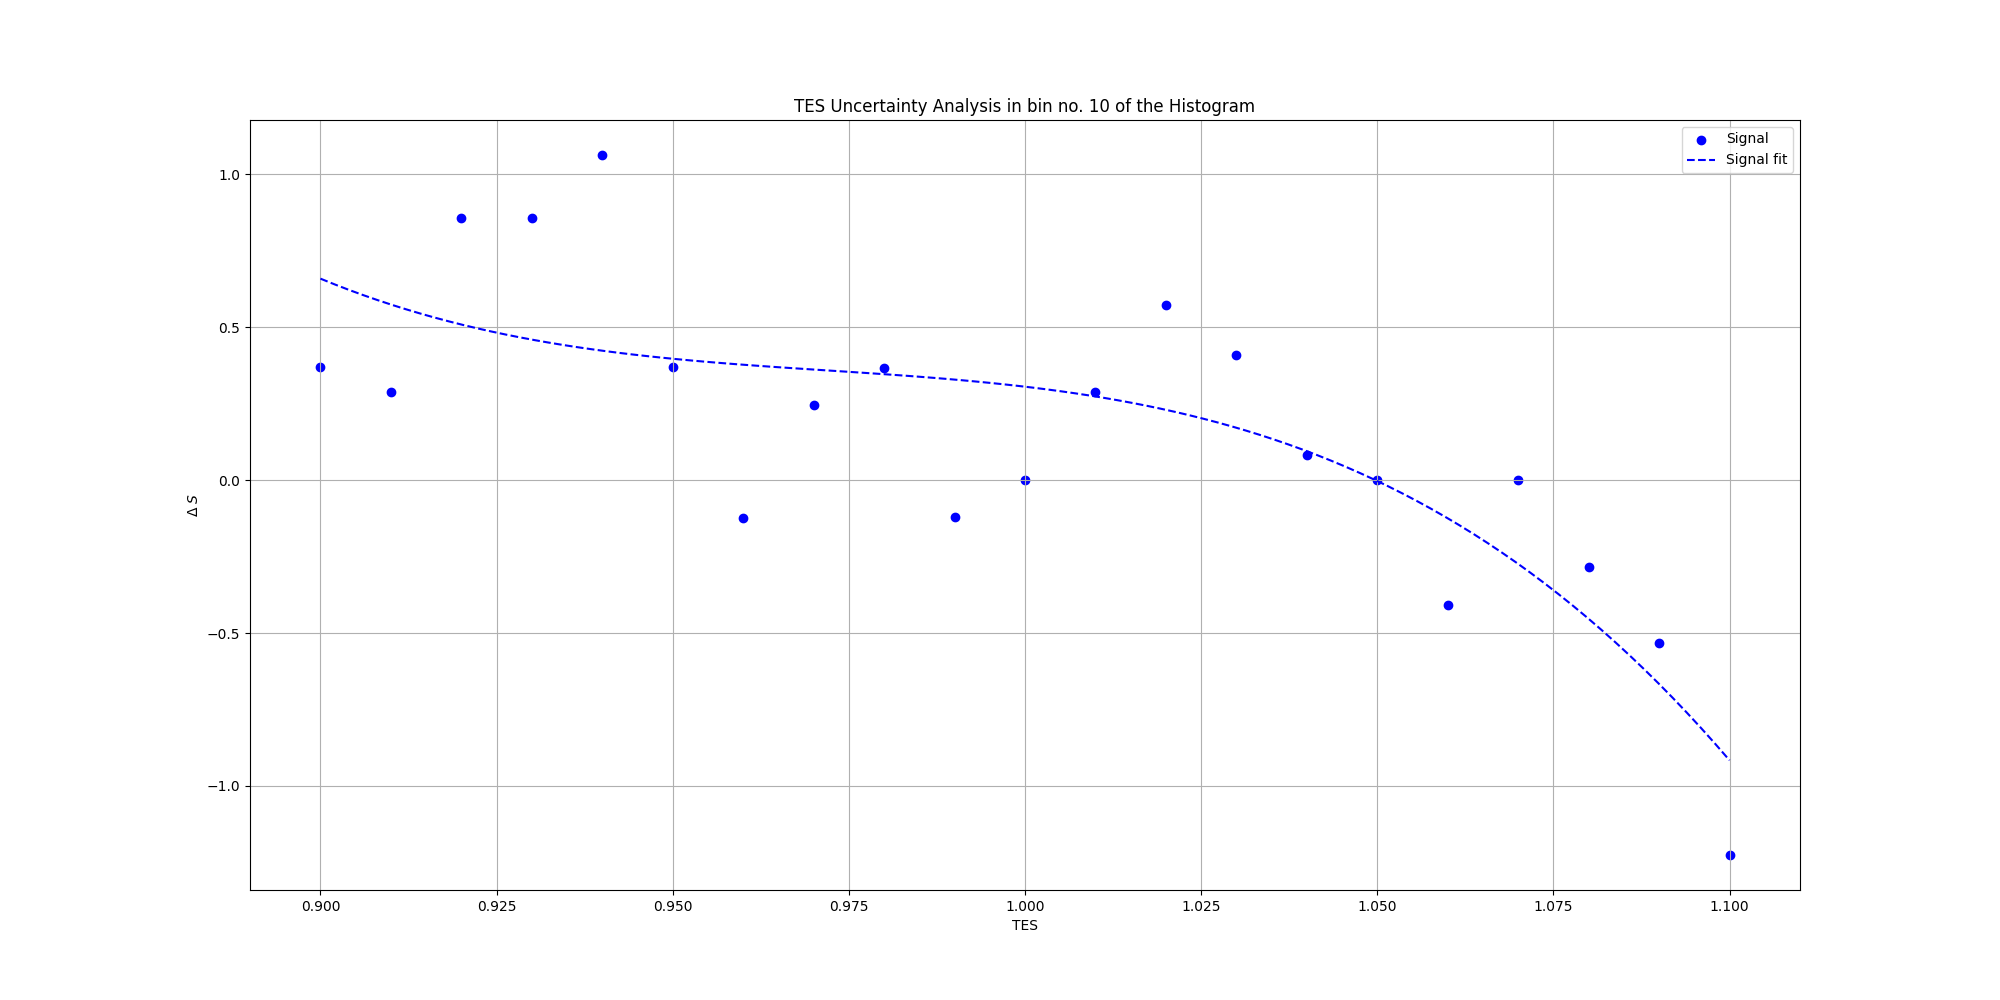 TES Uncertainty Analysis in bin no. 10 of the Histogram
Signal
Signal fit
1.0
0.5
0.0
−0.5
−1.0
Δ S
0.900 0.925 0.950 0.975 1.000 1.025 1.050 1.075 1.100
TES